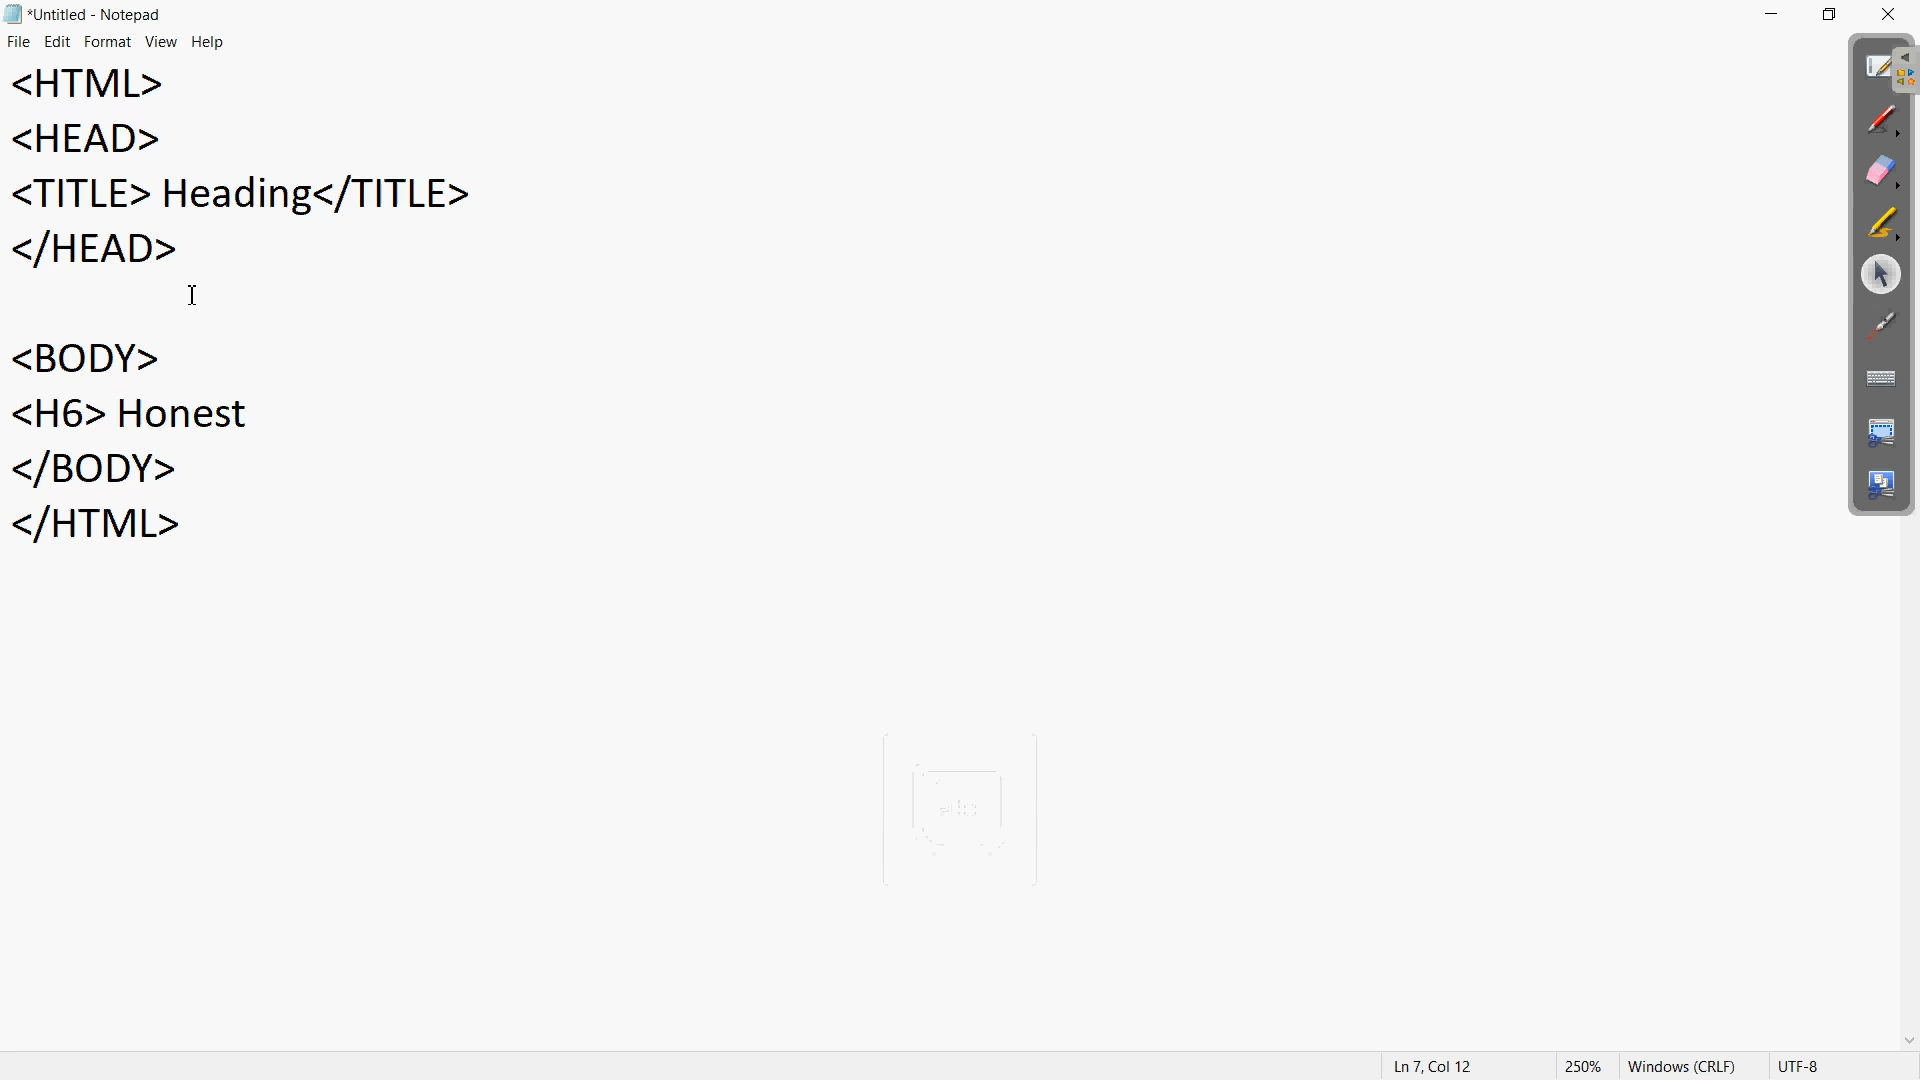 *Untitled - Notepad
File Edit Format View Help
<HTML>
<HEAD>
<TITLE> Heading</TITLE>
</HEAD>
<BODY>
<H6> Honest
</BODY>
</HTML>
Ln 7, Col 12 250% Windows (CRLF) UTF-8